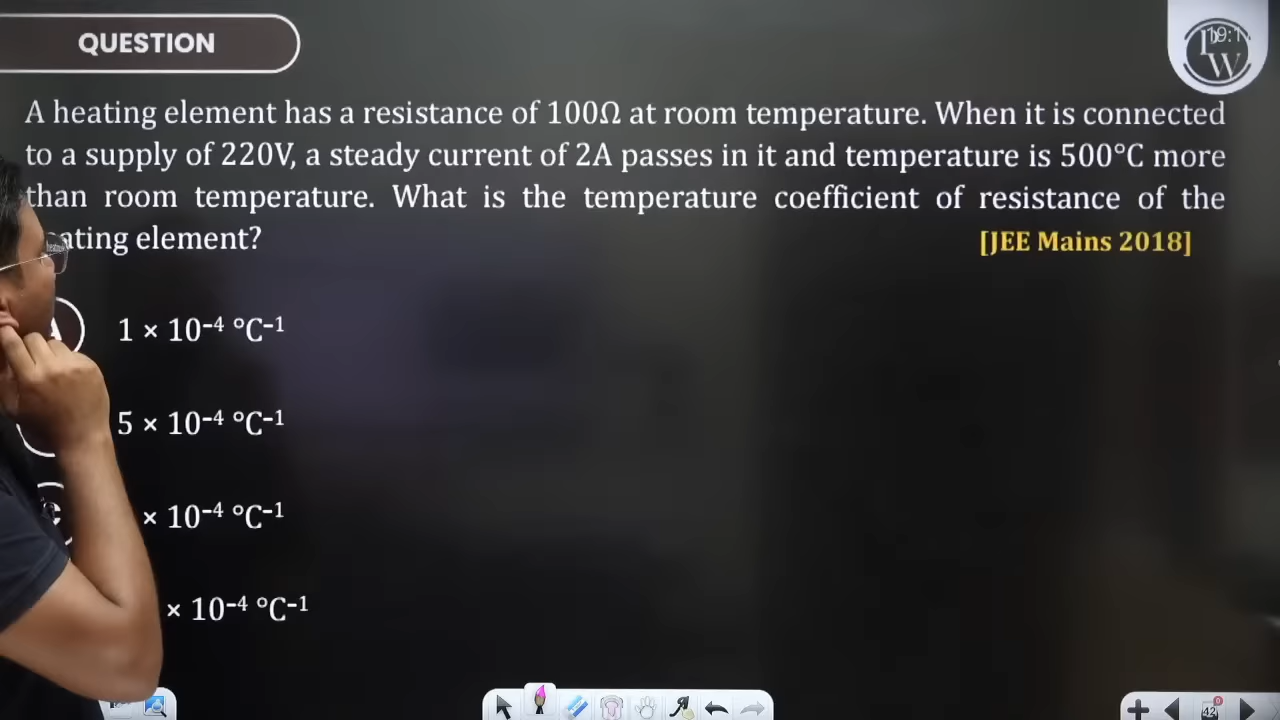 QUESTION
A heating element has a resistance of 100Ω at room temperature. When it is connected
to a supply of 220V, a steady current of 2A passes in it and temperature is 500°C more
than room temperature. What is the temperature coefficient of resistance of the
ating element?
[JEE Mains 2018]
1 × 10⁻⁴ °C⁻¹
5 × 10⁻⁴ °C⁻¹
× 10⁻⁴ °C⁻¹
× 10⁻⁴ °C⁻¹
42